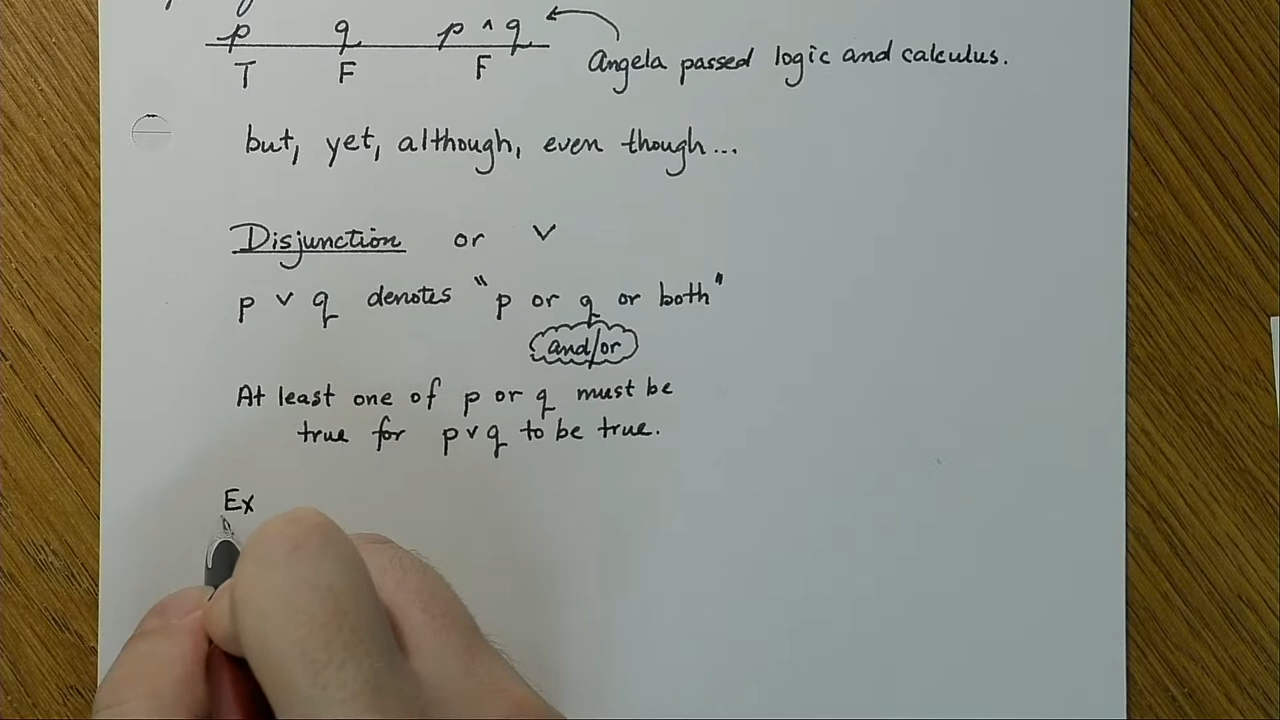 p q p ∧ q
T F F Angela passed logic and calculus.
but, yet, although, even though...
Disjunction or ∨
p ∨ q denotes "p or q or both"
and/or
At least one of p or q must be
true for p ∨ q to be true.
Ex